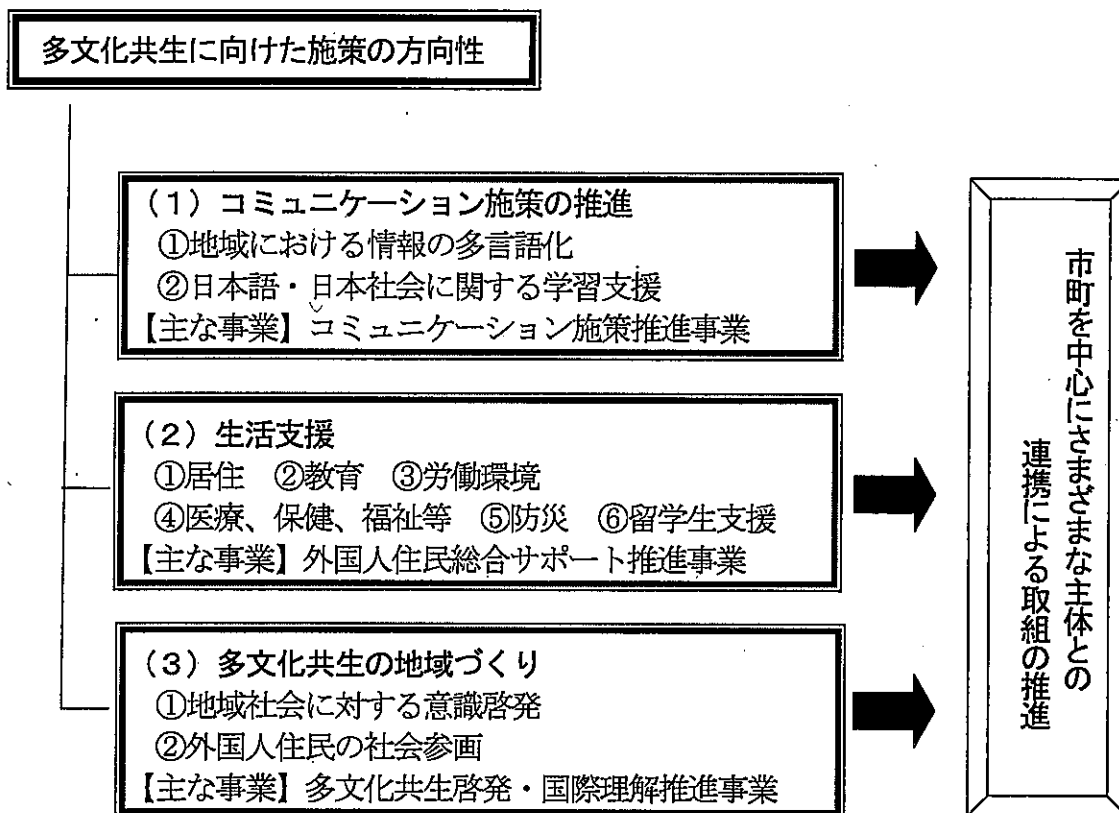 多文化共生に向けた施策の方向性
(1)コミュニケーション施策の推進
①地域における情報の多言語化
②日本語・日本社会に関する学習支援
【主な事業】コミュニケーション施策推進事業
(2)生活支援
①居住 ②教育 ③労働環境
④医療、保健、福祉等 ⑤防災 ⑥留学生支援
【主な事業】外国人住民総合サポート推進事業
(3)多文化共生の地域づくり
①地域社会に対する意識啓発
②外国人住民の社会参画
【主な事業】多文化共生啓発・国際理解推進事業
市町を中心にさまざまな主体との
連携による取組の推進